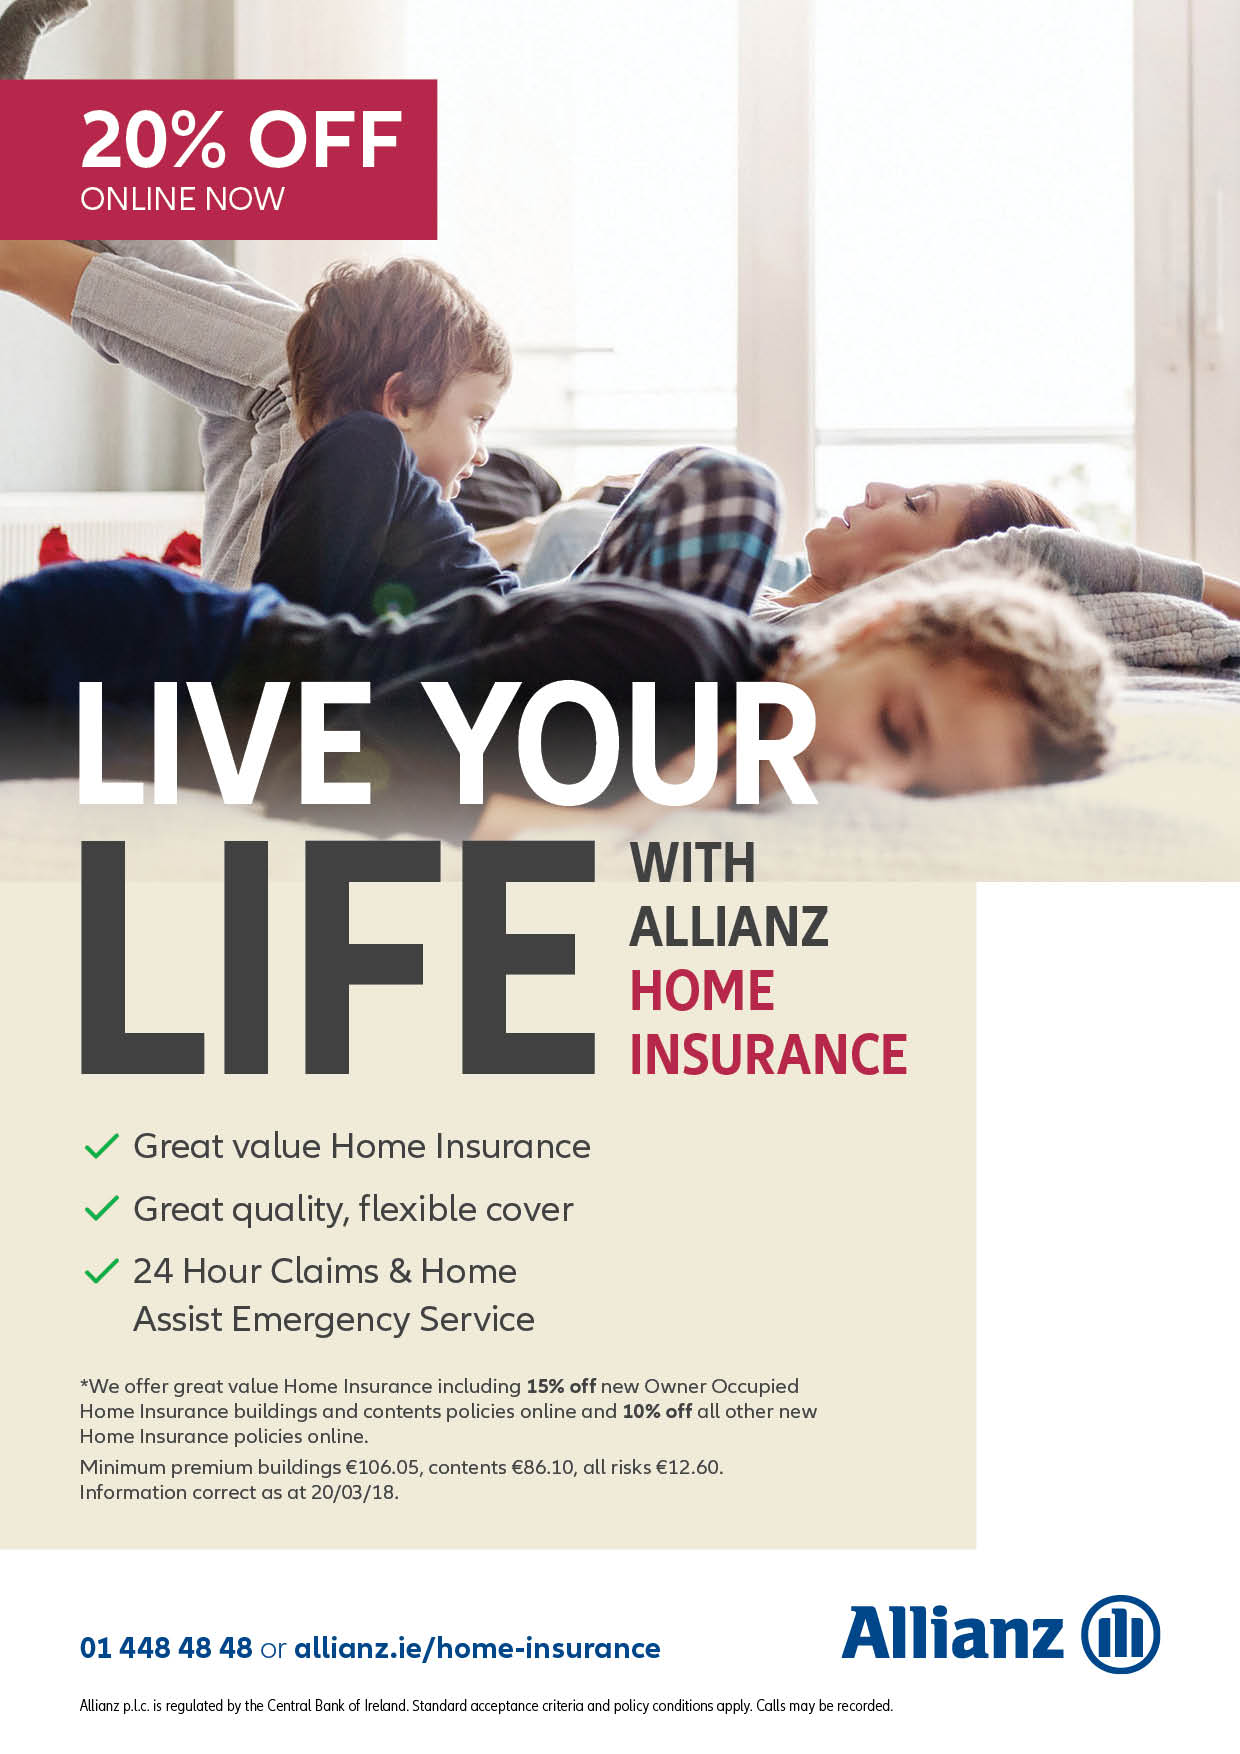 20% OFF
ONLINE NOW
LIVE YOUR
LIFE
WITH
ALLIANZ
HOME
INSURANCE
Great value Home Insurance
Great quality, flexible cover
24 Hour Claims & Home
Assist Emergency Service
*We offer great value Home Insurance including 15% off new Owner Occupied
Home Insurance buildings and contents policies online and 10% off all other new
Home Insurance policies online.
Minimum premium buildings €106.05, contents €86.10, all risks €12.60.
Information correct as at 20/03/18.
01 448 48 48 or allianz.ie/home-insurance
Allianz
Allianz p.l.c. is regulated by the Central Bank of Ireland. Standard acceptance criteria and policy conditions apply. Calls may be recorded.